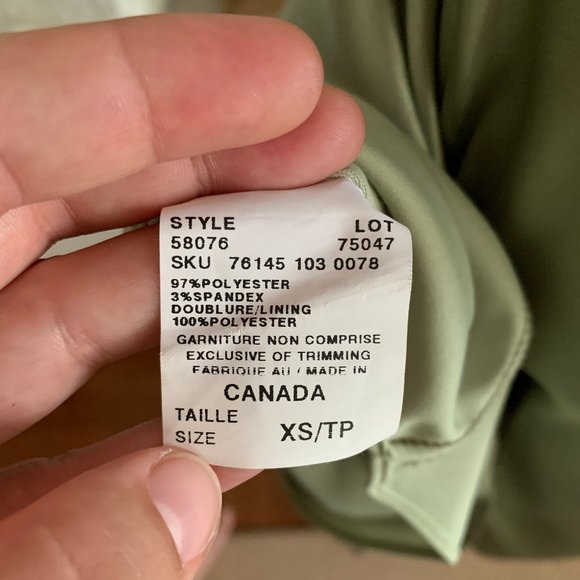 STYLE LOT
58076 75047
SKU 76145 103 0078
97%POLYESTER
3%SPANDEX
DOUBLURE/LINING
100%POLYESTER
GARNITURE NON COMPRISE
EXCLUSIVE OF TRIMMING
FABRIQUE AU / MADE IN
CANADA
TAILLE
SIZE XS/TP